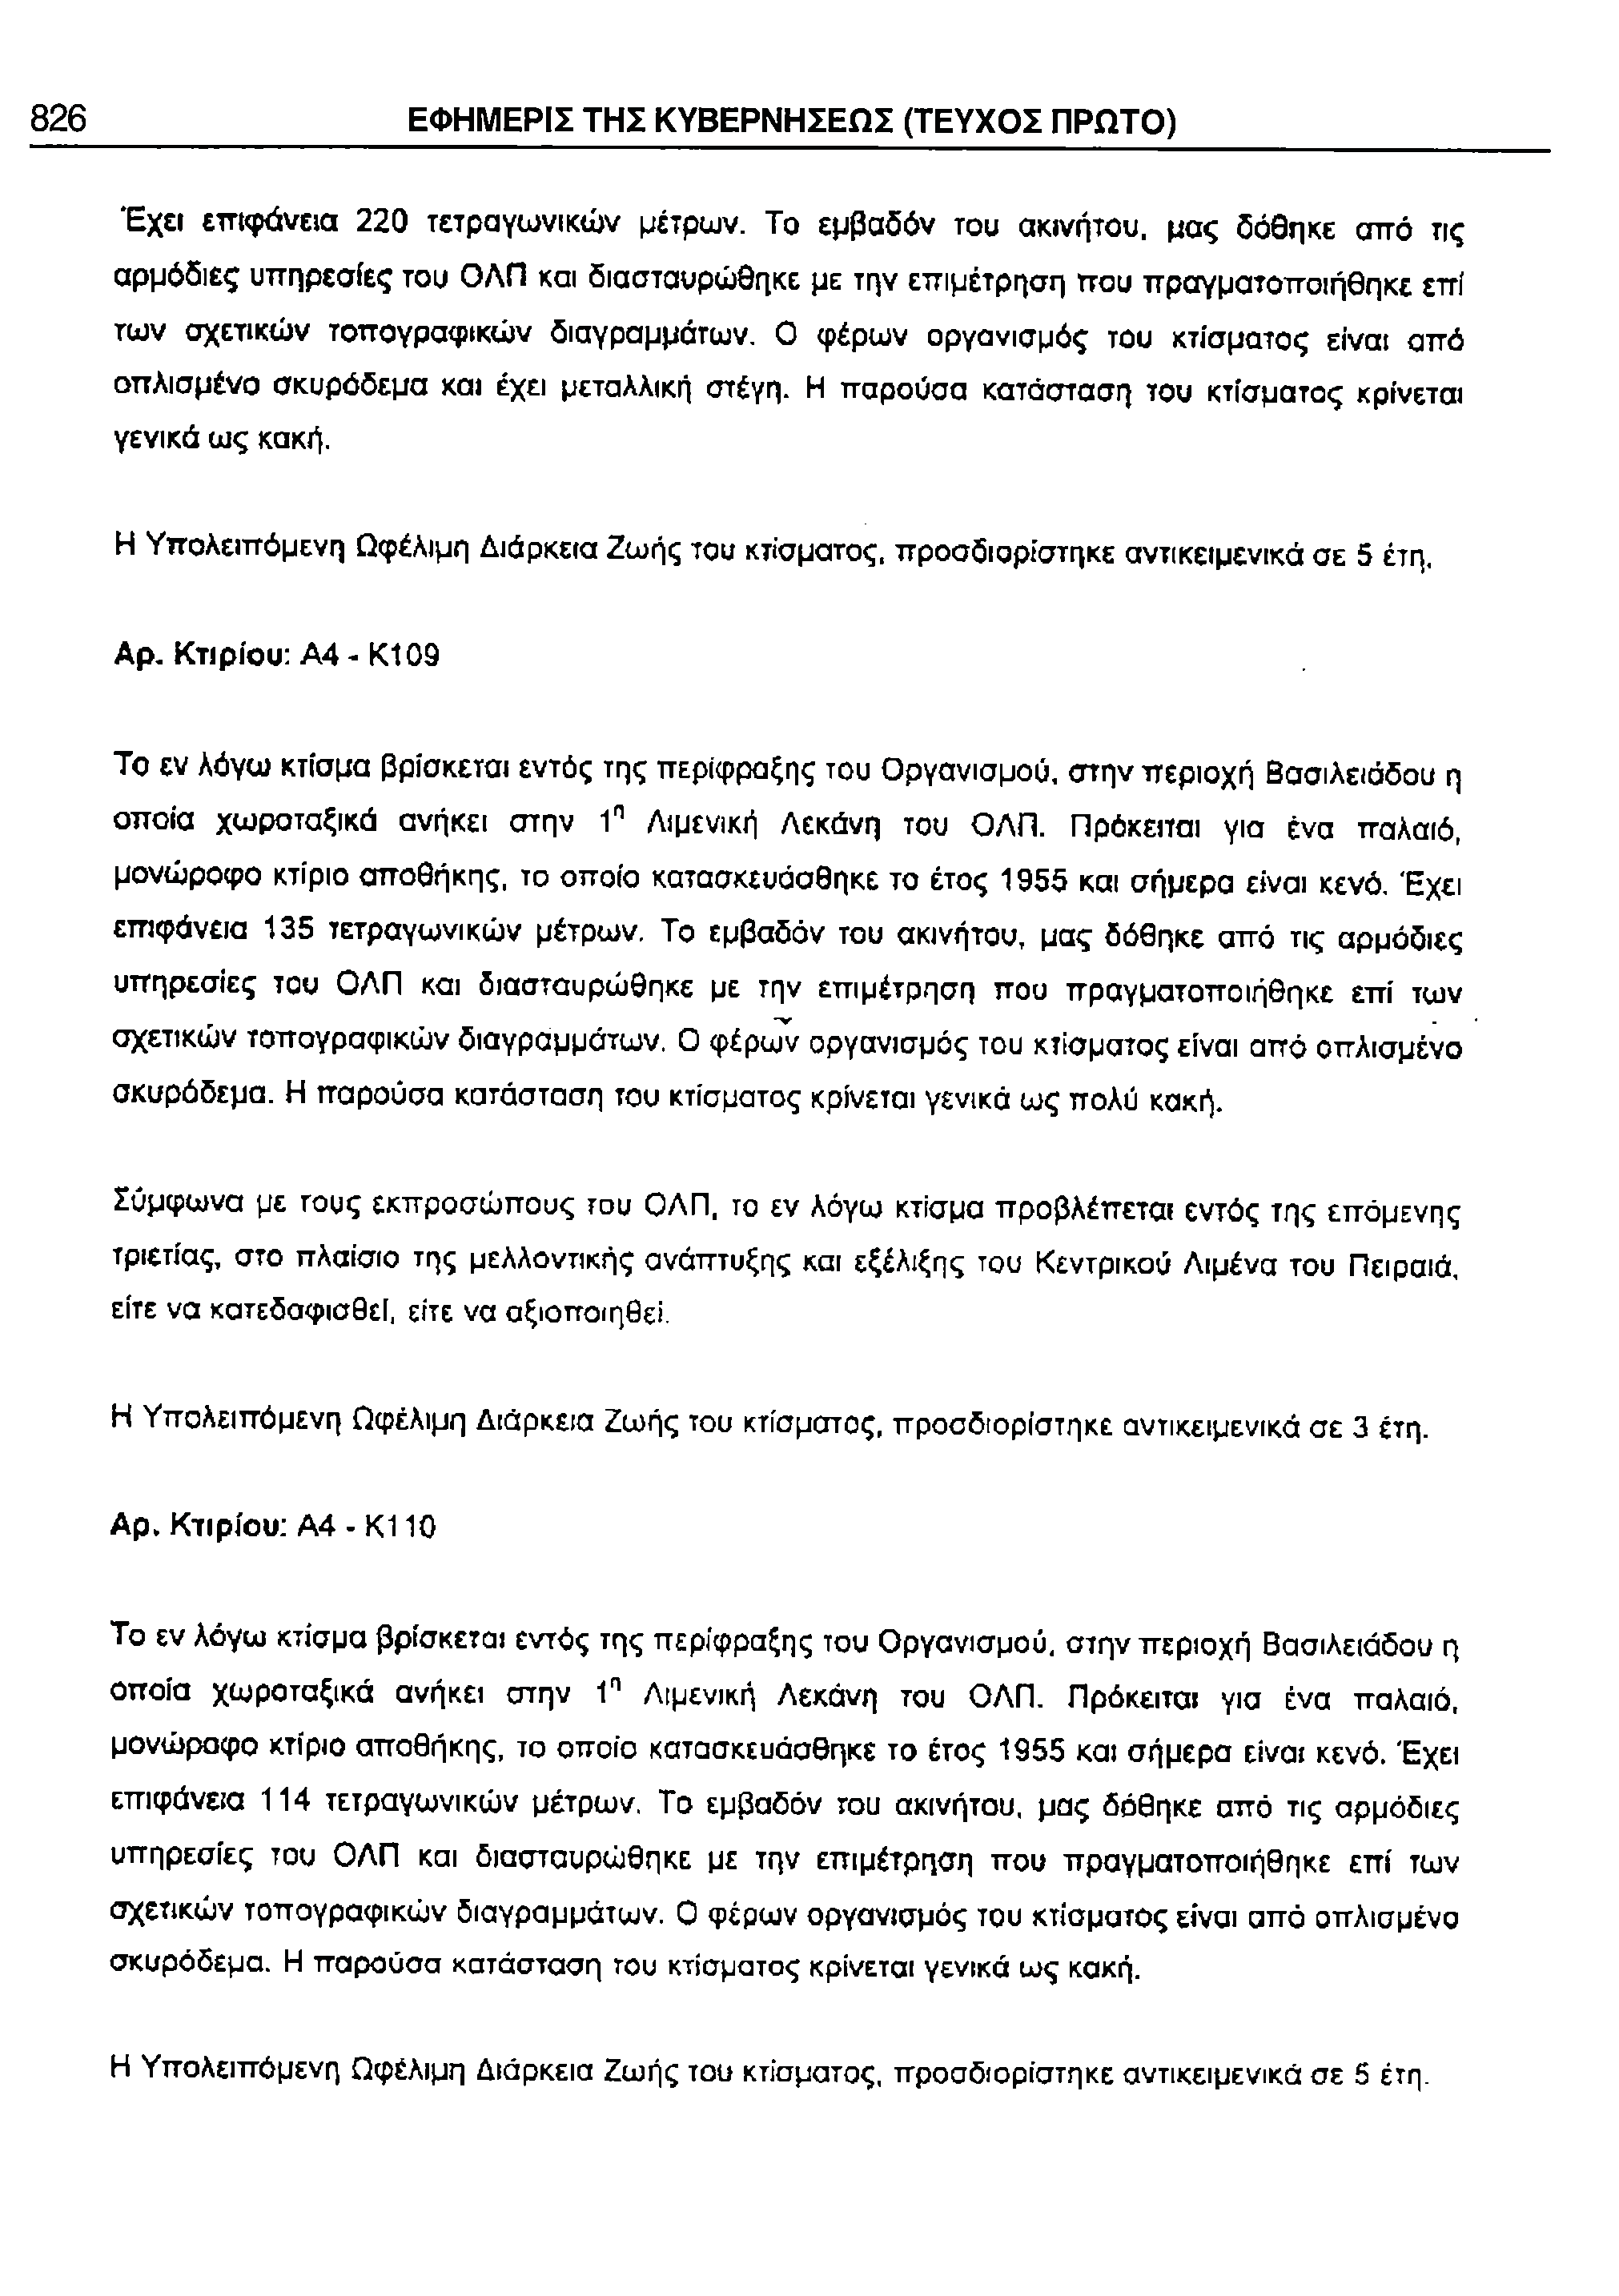 826
ΕΦΗΜΕΡΙΣ ΤΗΣ ΚΥΒΕΡΝΗΣΕΩΣ (ΤΕΥΧΟΣ ΠΡΩΤΟ)
Έχει επιφάνεια 220 τετραγωνικών μέτρων. Το εμβαδόν του ακινήτου, μας δόθηκε από τις
αρμόδιες υπηρεσίες του ΟΛΠ και διασταυρώθηκε με την επιμέτρηση που πραγματοποιήθηκε επί
των σχετικών τοπογραφικών διαγραμμάτων. Ο φέρων οργανισμός του κτίσματος είναι από
οπλισμένο σκυρόδεμα και έχει μεταλλική στέγη. Η παρούσα κατάσταση του κτίσματος κρίνεται
γενικά ως κακή.
Η Υπολειπόμενη Ωφέλιμη Διάρκεια Ζωής του κτίσματος, προσδιορίστηκε αντικειμενικά σε 5 έτη.
Αρ. Κτιρίου: Α4 - Κ109
Το εν λόγω κτίσμα βρίσκεται εντός της περίφραξης του Οργανισμού, στην περιοχή Βασιλειάδου η
οποία χωροταξικά ανήκει στην 1η Λιμενική Λεκάνη του ΟΛΠ. Πρόκειται για ένα παλαιό,
μονώροφο κτίριο αποθήκης, το οποίο κατασκευάσθηκε το έτος 1955 και σήμερα είναι κενό. Έχει
επιφάνεια 135 τετραγωνικών μέτρων. Το εμβαδόν του ακινήτου, μας δόθηκε από τις αρμόδιες
υπηρεσίες του ΟΛΠ και διασταυρώθηκε με την επιμέτρηση που πραγματοποιήθηκε επί των
σχετικών τοπογραφικών διαγραμμάτων. Ο φέρων οργανισμός του κτίσματος είναι από οπλισμένο
σκυρόδεμα. Η παρούσα κατάσταση του κτίσματος κρίνεται γενικά ως πολύ κακή.
Σύμφωνα με τους εκπροσώπους του ΟΛΠ, το εν λόγω κτίσμα προβλέπεται εντός της επόμενης
τριετίας, στο πλαίσιο της μελλοντικής ανάπτυξης και εξέλιξης του Κεντρικού Λιμένα του Πειραιά,
είτε να κατεδαφισθεί, είτε να αξιοποιηθεί.
Η Υπολειπόμενη Ωφέλιμη Διάρκεια Ζωής του κτίσματος, προσδιορίστηκε αντικειμενικά σε 3 έτη.
Αρ. Κτιρίου: Α4 - Κ110
Το εν λόγω κτίσμα βρίσκεται εντός της περίφραξης του Οργανισμού, στην περιοχή Βασιλειάδου η
οποία χωροταξικά ανήκει στην 1η Λιμενική Λεκάνη του ΟΛΠ. Πρόκειται για ένα παλαιό,
μονώροφο κτίριο αποθήκης, το οποίο κατασκευάσθηκε το έτος 1955 και σήμερα είναι κενό. Έχει
επιφάνεια 114 τετραγωνικών μέτρων. Το εμβαδόν του ακινήτου, μας δόθηκε από τις αρμόδιες
υπηρεσίες του ΟΛΠ και διασταυρώθηκε με την επιμέτρηση που πραγματοποιήθηκε επί των
σχετικών τοπογραφικών διαγραμμάτων. Ο φέρων οργανισμός του κτίσματος είναι από οπλισμένο
σκυρόδεμα. Η παρούσα κατάσταση του κτίσματος κρίνεται γενικά ως κακή.
Η Υπολειπόμενη Ωφέλιμη Διάρκεια Ζωής του κτίσματος, προσδιορίστηκε αντικειμενικά σε 5 έτη.